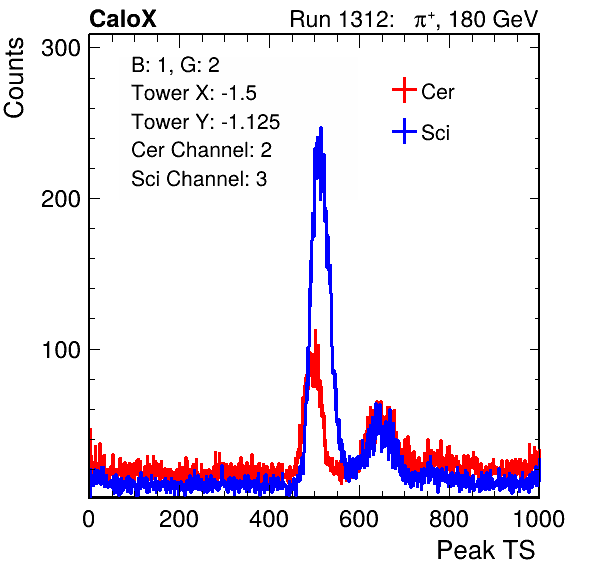 CaloX Run 1312: π⁺, 180 GeV
B: 1, G: 2
Tower X: -1.5
Tower Y: -1.125
Cer Channel: 2
Sci Channel: 3
Cer
Sci
Counts
300
200
100
0 200 400 600 800 1000
Peak TS